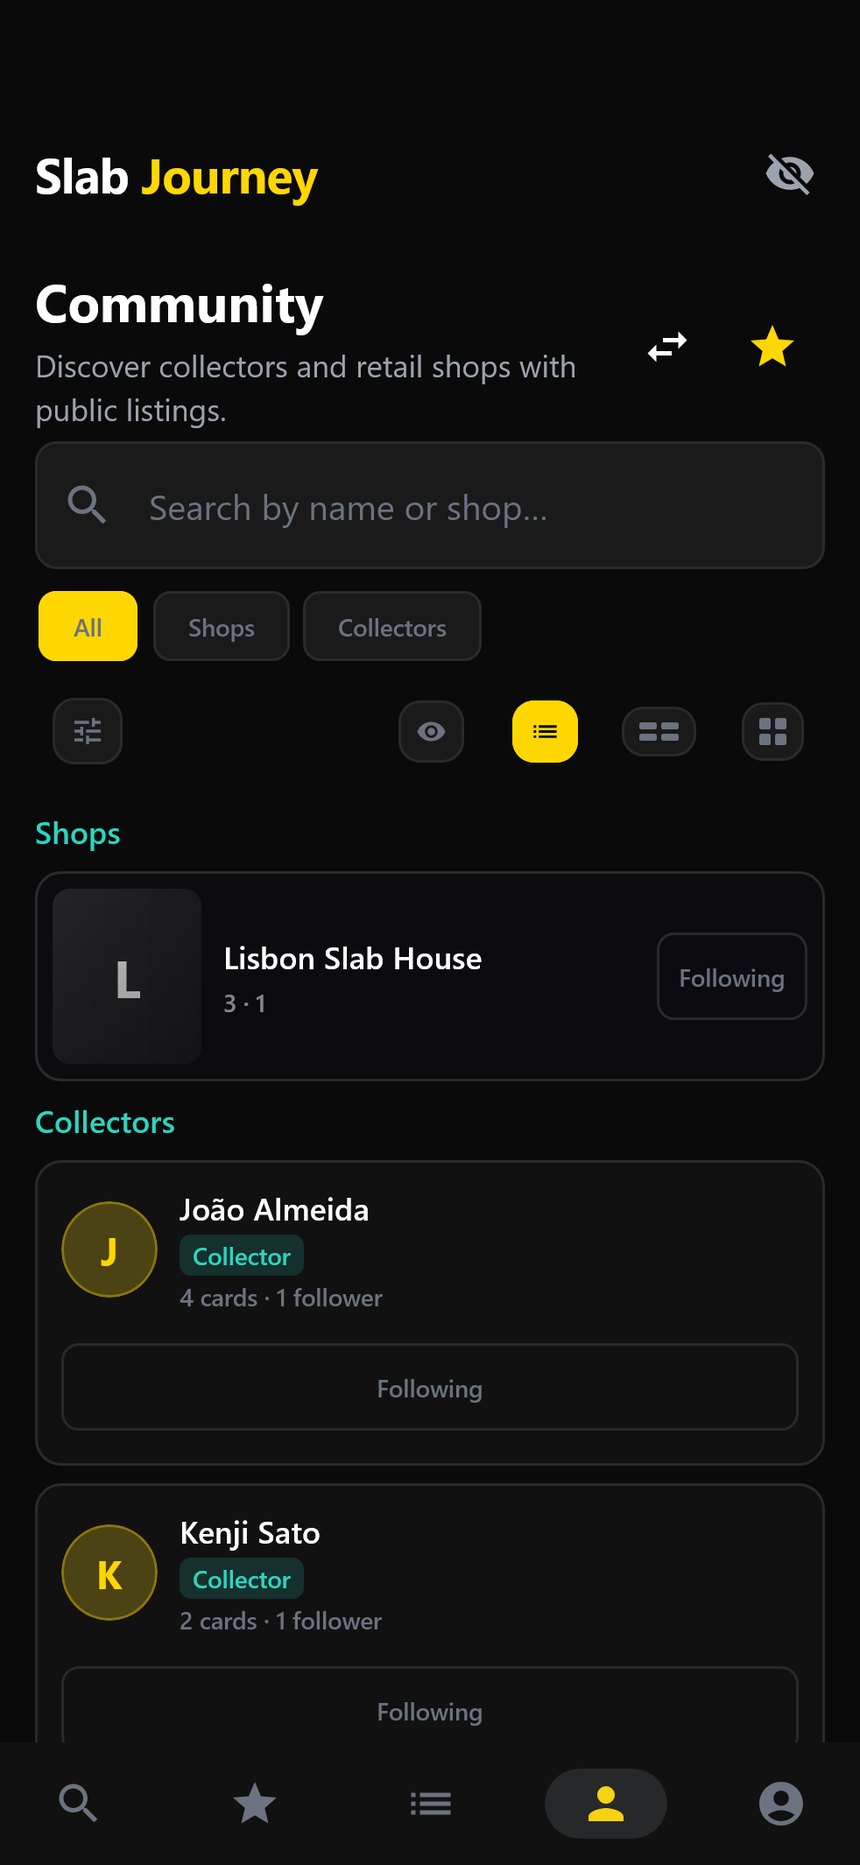 Slab Journey
Community
Discover collectors and retail shops with
public listings.
Search by name or shop...
All
Shops
Collectors
Shops
L
Lisbon Slab House
3 · 1
Following
Collectors
J
João Almeida
Collector
4 cards · 1 follower
Following
K
Kenji Sato
Collector
2 cards · 1 follower
Following